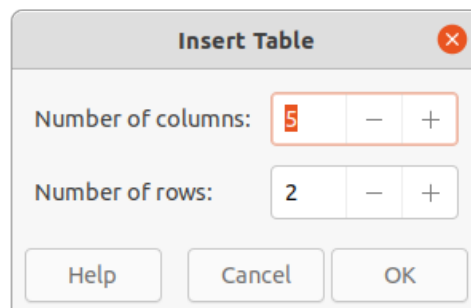 Insert Table
Number of columns: 5 − +
Number of rows: 2 − +
Help Cancel OK